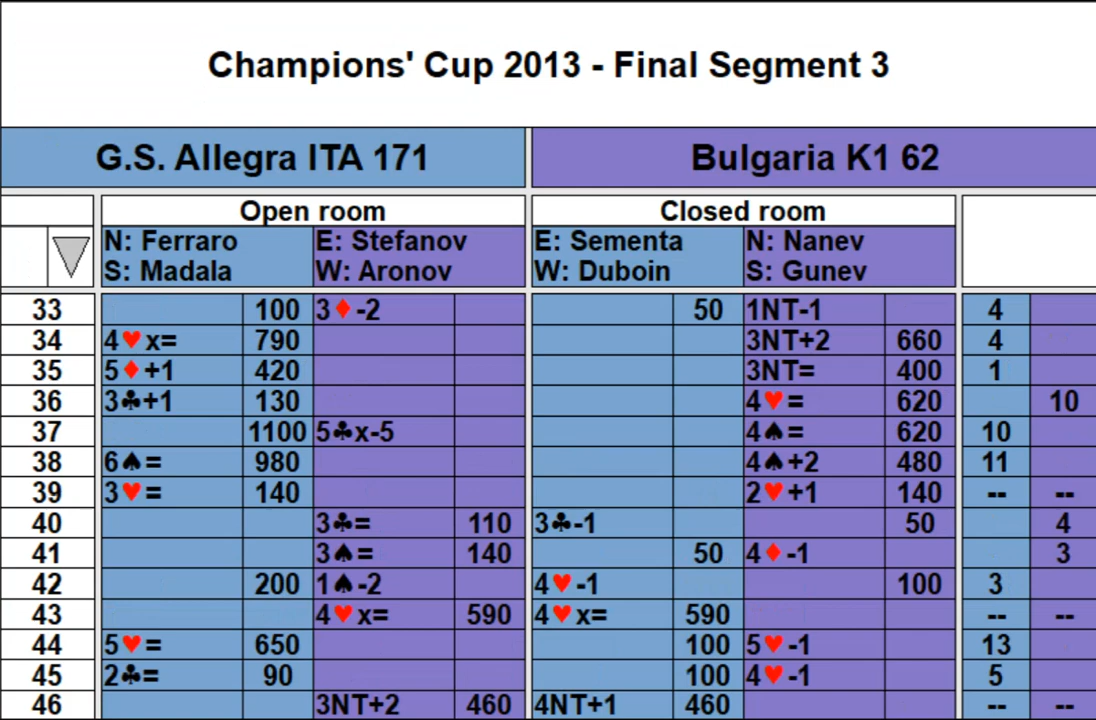 Champions' Cup 2013 - Final Segment 3
G.S. Allegra ITA 171 Bulgaria K1 62
Open room Closed room
N: Ferraro E: Stefanov E: Sementa N: Nanev
S: Madala W: Aronov W: Duboin S: Gunev
33 100 3♦-2 50 1NT-1 4
34 4♥x= 790 3NT+2 660 4
35 5♦+1 420 3NT= 400 1
36 3♣+1 130 4♥= 620 10
37 1100 5♣x-5 4♠= 620 10
38 6♠= 980 4♠+2 480 11
39 3♥= 140 2♥+1 140 -- --
40 3♣= 110 3♣-1 50 4
41 3♠= 140 50 4♦-1 3
42 200 1♠-2 4♥-1 100 3
43 4♥x= 590 4♥x= 590 -- --
44 5♥= 650 100 5♥-1 13
45 2♣= 90 100 4♥-1 5
46 3NT+2 460 4NT+1 460 -- --